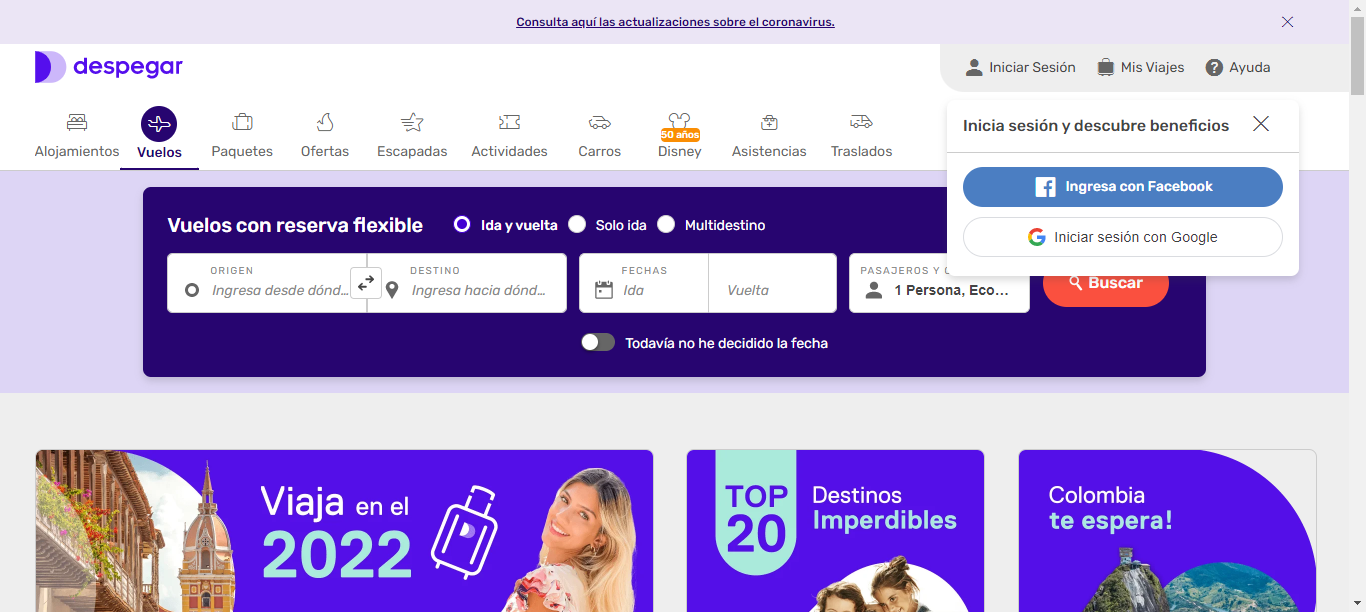 Consulta aquí las actualizaciones sobre el coronavirus.
despegar
Iniciar Sesión
Mis Viajes
Ayuda
Alojamientos
Vuelos
Paquetes
Ofertas
Escapadas
Actividades
Carros
50 años
Disney
Asistencias
Traslados
Inicia sesión y descubre beneficios
Ingresa con Facebook
Iniciar sesión con Google
Vuelos con reserva flexible
Ida y vuelta
Solo ida
Multidestino
ORIGEN
Ingresa desde dónd...
DESTINO
Ingresa hacia dónd...
FECHAS
Ida
Vuelta
PASAJEROS Y
1 Persona, Eco...
Buscar
Todavía no he decidido la fecha
Viaja en el
2022
TOP
20
Destinos
Imperdibles
Colombia
te espera!